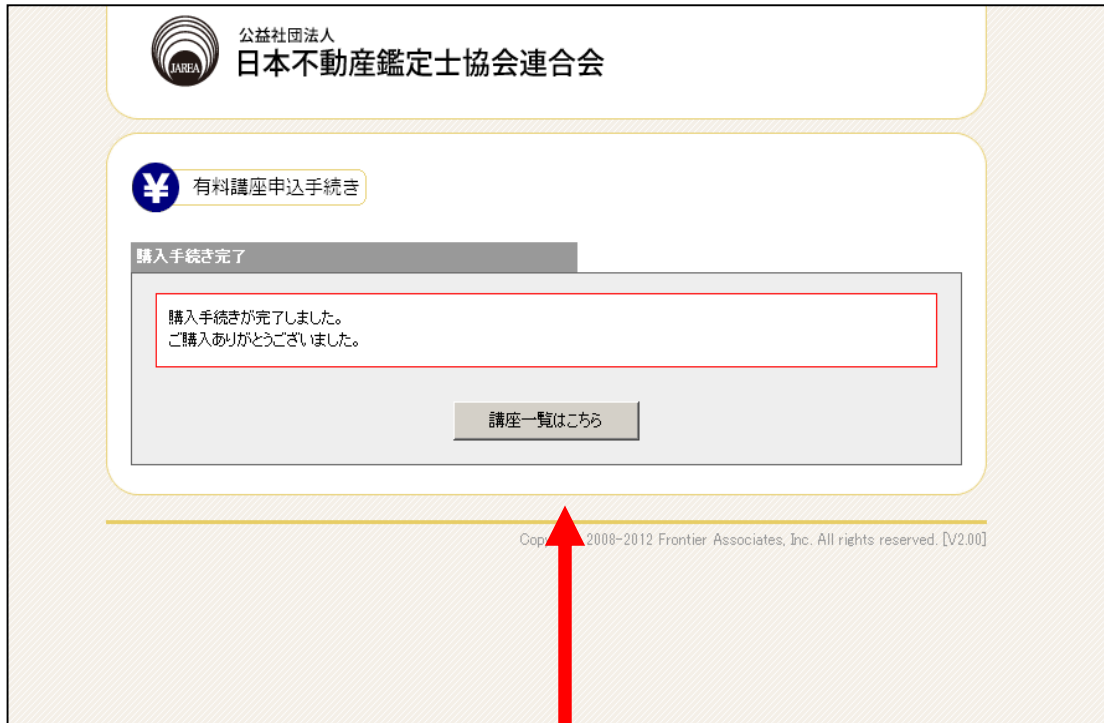 公益社団法人
JAREA
日本不動産鑑定士協会連合会
¥
有料講座申込手続き
購入手続き完了
購入手続きが完了しました。
ご購入ありがとうございました。
講座一覧はこちら
2008-2012 Frontier Associates, Inc. All rights reserved. [V2.00]